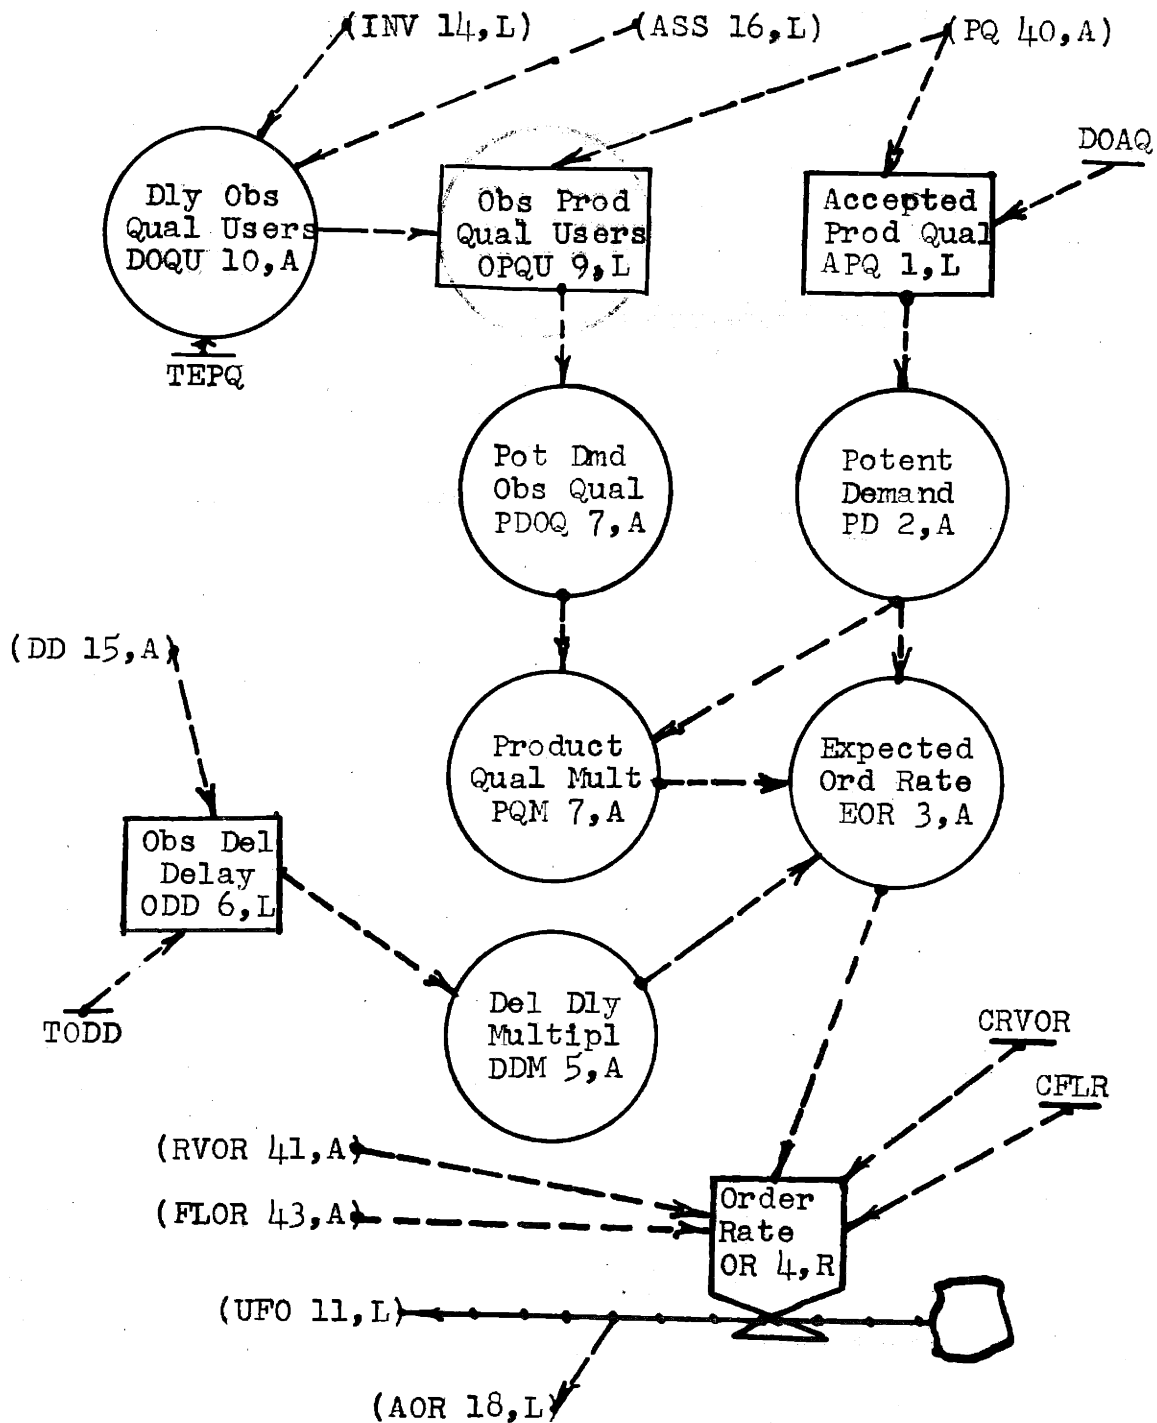 (INV 14,L)
(ASS 16,L)
(PQ 40,A)
DOAQ
Dly Obs
Qual Users
DOQU 10,A
Obs Prod
Qual Users
OPQU 9,L
Accepted
Prod Qual
APQ 1,L
TEPQ
Pot Dmd
Obs Qual
PDOQ 7,A
Potent
Demand
PD 2,A
(DD 15,A)
Product
Qual Mult
PQM 7,A
Expected
Ord Rate
EOR 3,A
Obs Del
Delay
ODD 6,L
TODD
Del Dly
Multipl
DDM 5,A
CRVOR
CFLR
(RVOR 41,A)
(FLOR 43,A)
Order
Rate
OR 4,R
(UFO 11,L)
(AOR 18,L)